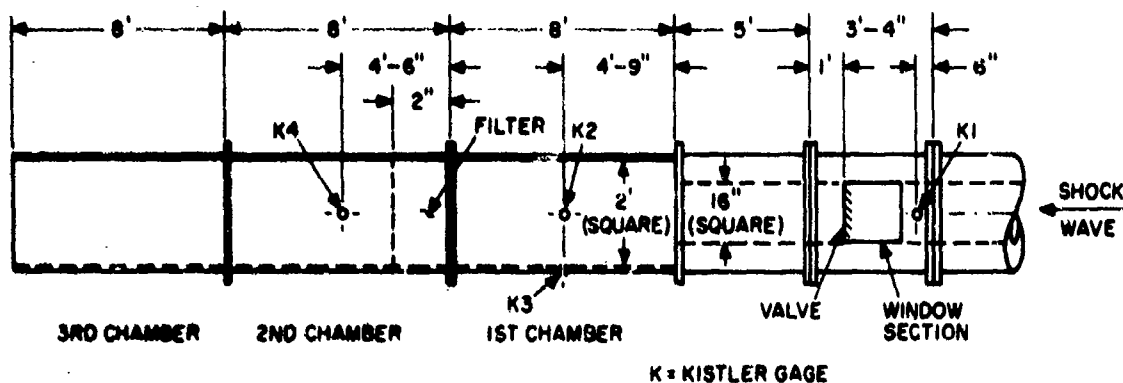 8' 8' 8' 5' 3'-4"
4'-6" 4'-9" 1' 6"
2"
K4 FILTER K2 K1
2' 16" SHOCK
(SQUARE) (SQUARE) WAVE
K3 VALVE WINDOW
3RD CHAMBER 2ND CHAMBER 1ST CHAMBER SECTION
K = KISTLER GAGE